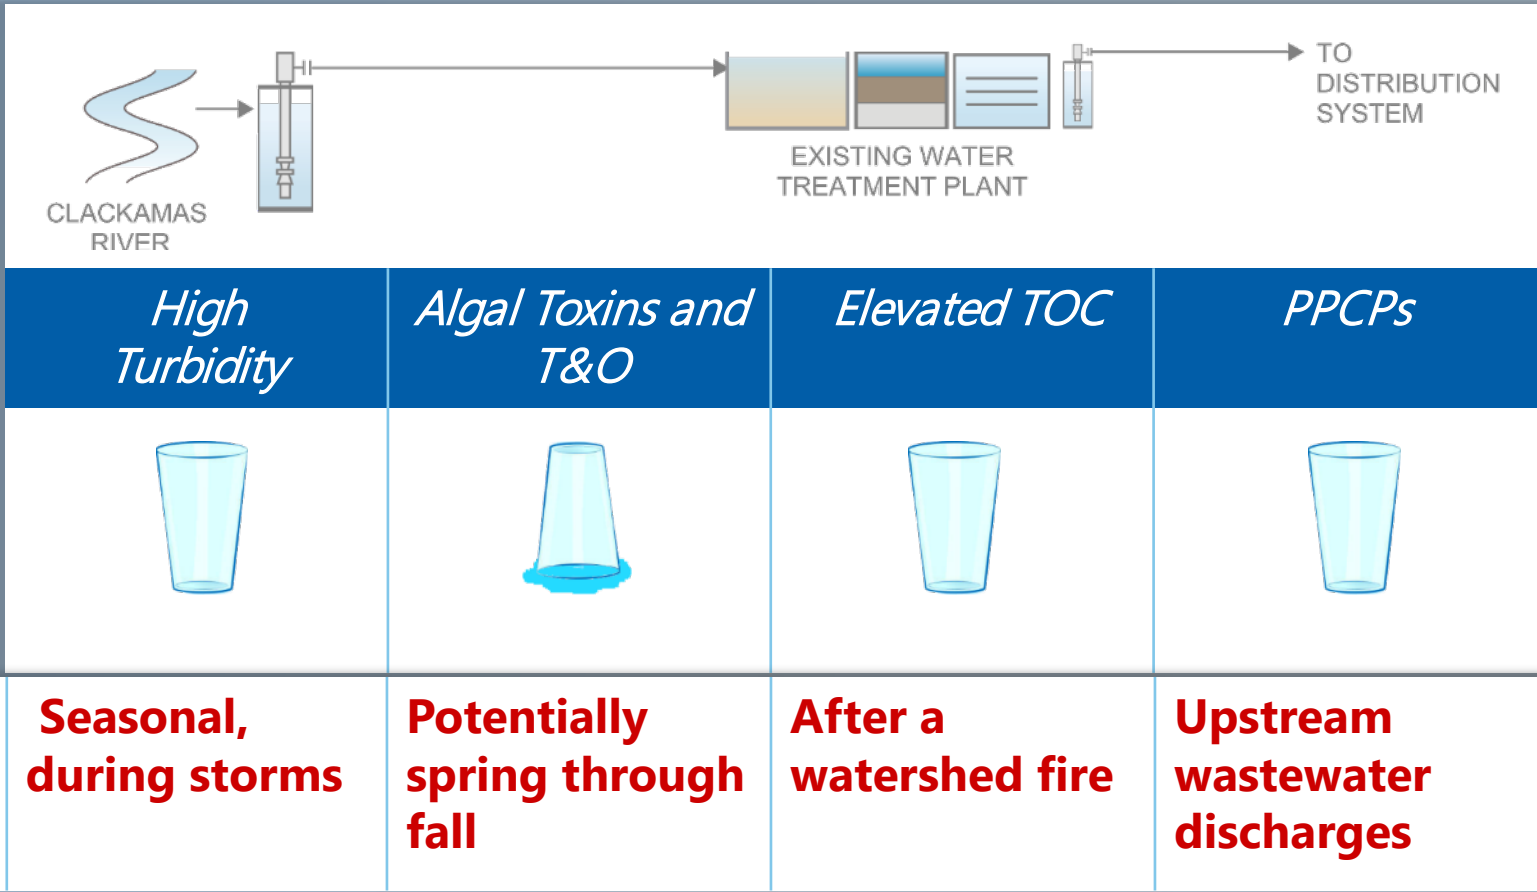 TO
DISTRIBUTION
SYSTEM
EXISTING WATER
TREATMENT PLANT
CLACKAMAS
RIVER
High
Turbidity
Algal Toxins and
T&O
Elevated TOC
PPCPs
Seasonal,
during storms
Potentially
spring through
fall
After a
watershed fire
Upstream
wastewater
discharges